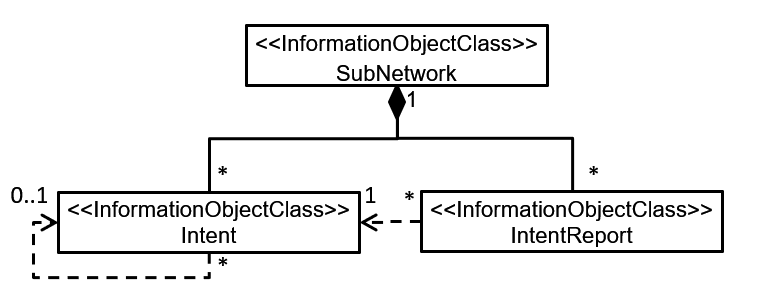 <<InformationObjectClass>>
SubNetwork
1
*
*
0..1
<<InformationObjectClass>>
Intent
*
1
*
<<InformationObjectClass>>
IntentReport